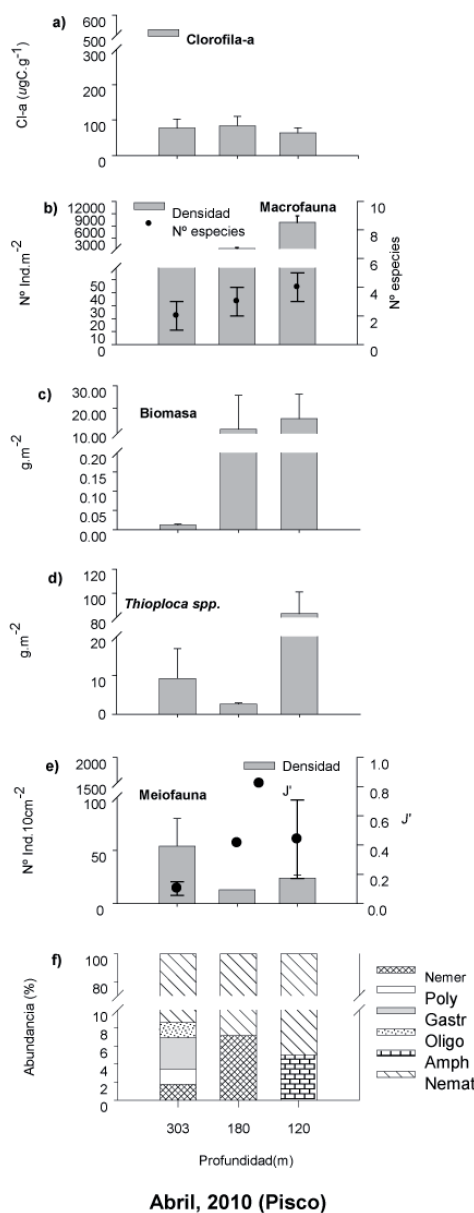 a)
600
500
300
200
100
0
Cl-a (ugC.g-1)
Clorofila-a
b)
12000
9000
6000
3000
50
40
30
20
10
0
Nº Ind.m-2
Densidad
Nº especies
Macrofauna
10
8
6
4
2
0
Nº especies
c)
30.00
20.00
10.00
0.20
0.15
0.10
0.05
0.00
g.m-2
Biomasa
d)
120
100
80
20
10
0
g.m-2
Thioploca spp.
e)
2000
1500
100
50
0
Nº Ind.10cm-2
Meiofauna
Densidad
J'
1.0
0.8
0.6
0.4
0.2
0.0
J'
f)
100
80
10
8
6
4
2
0
Abundancia (%)
Nemer
Poly
Gastr
Oligo
Amph
Nemat
303 180 120
Profundidad(m)
Abril, 2010 (Pisco)